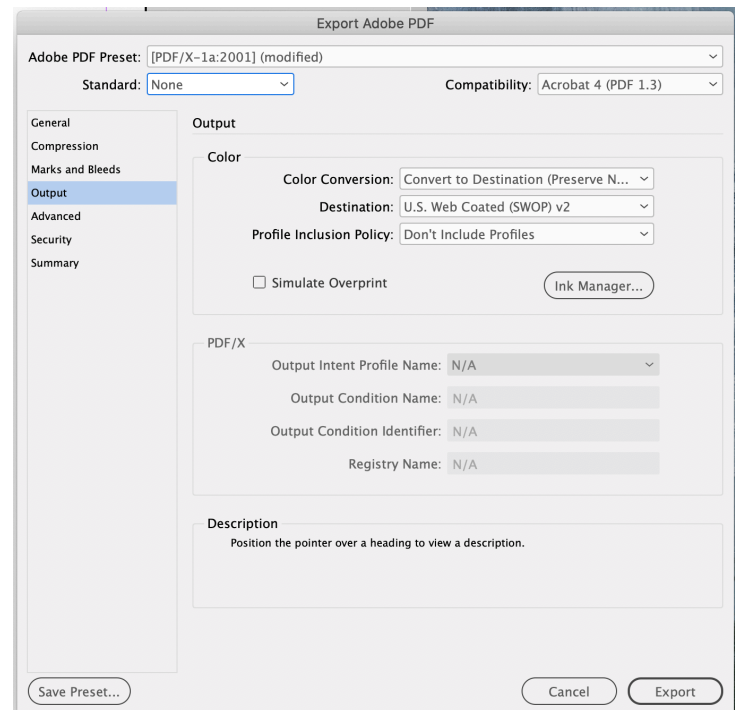 Export Adobe PDF
Adobe PDF Preset: [PDF/X-1a:2001] (modified)
Standard: None Compatibility: Acrobat 4 (PDF 1.3)
General
Compression
Marks and Bleeds
Output
Advanced
Security
Summary
Output
Color
Color Conversion: Convert to Destination (Preserve N...
Destination: U.S. Web Coated (SWOP) v2
Profile Inclusion Policy: Don't Include Profiles
Simulate Overprint Ink Manager...
PDF/X
Output Intent Profile Name: N/A
Output Condition Name: N/A
Output Condition Identifier: N/A
Registry Name: N/A
Description
Position the pointer over a heading to view a description.
Save Preset... Cancel Export